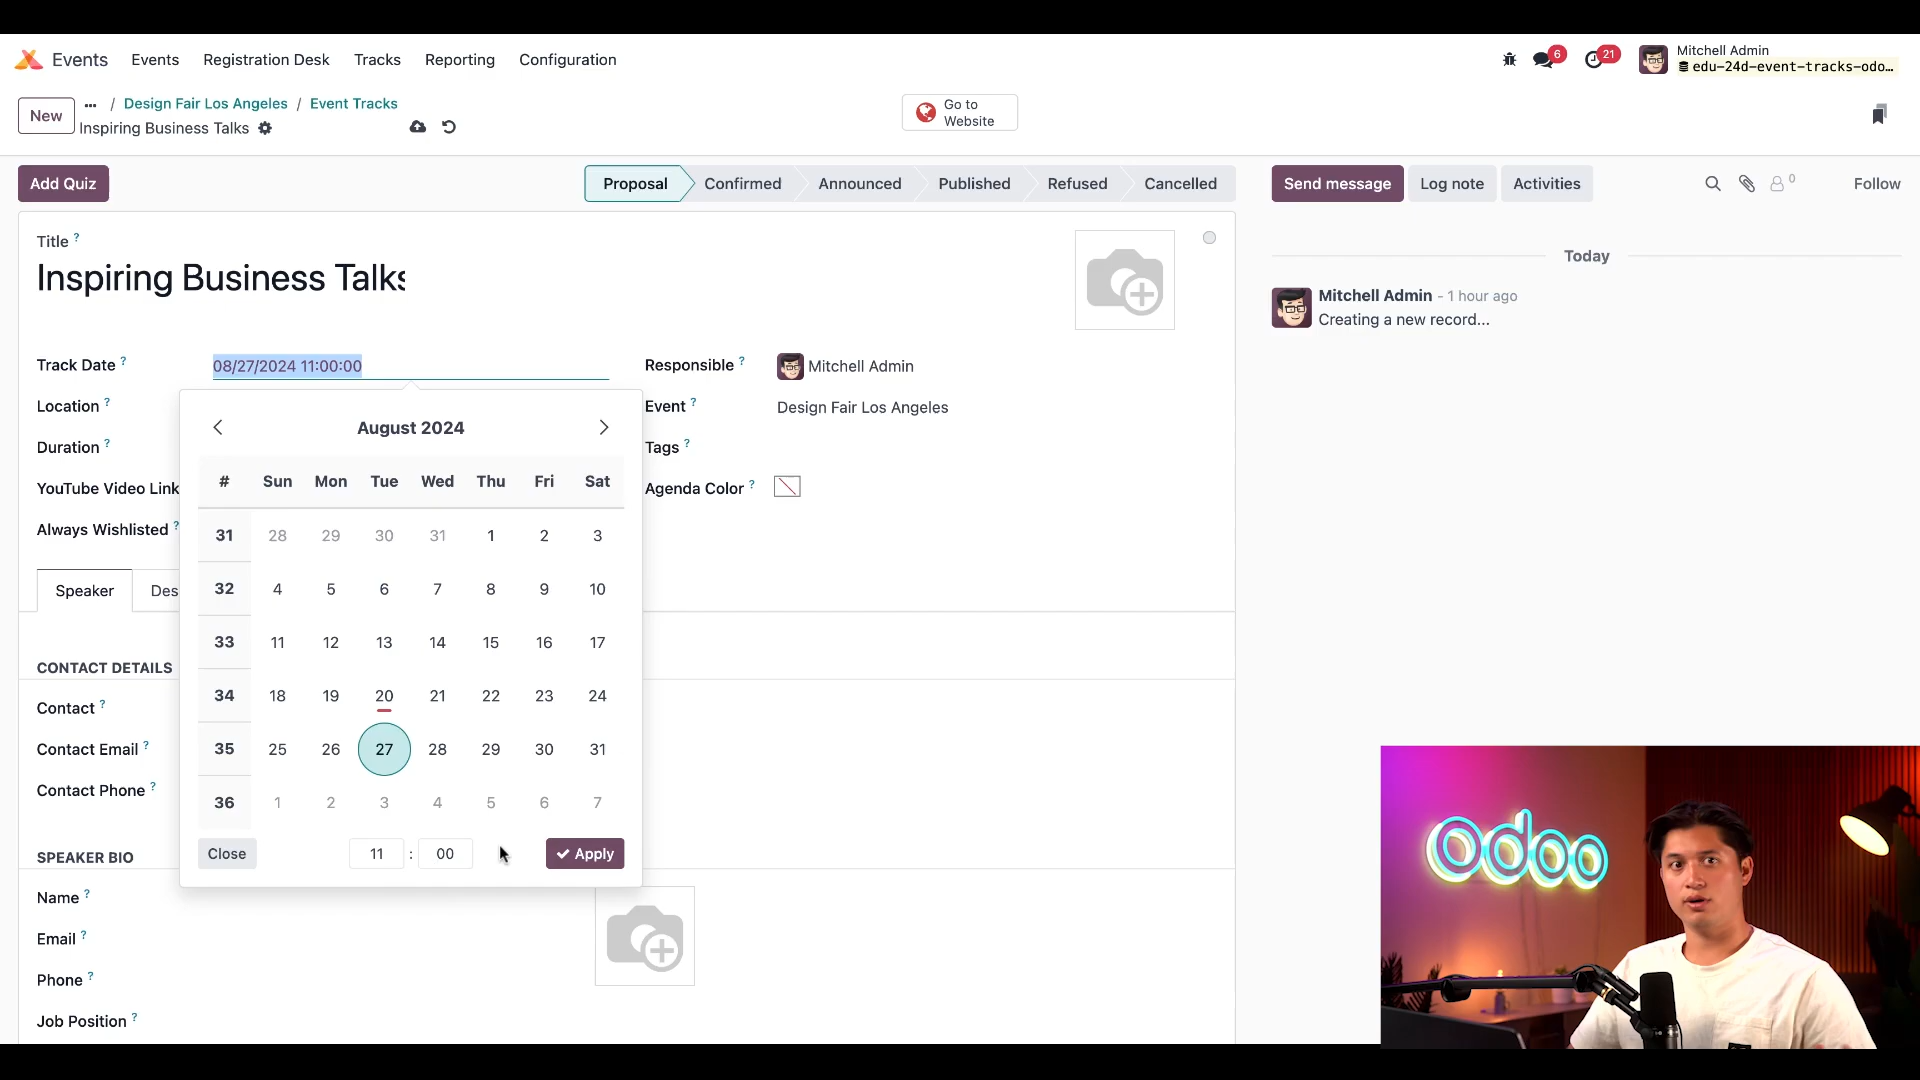 Events Events Registration Desk Tracks Reporting Configuration 6 21 Mitchell Admin
edu-24d-event-tracks-odo...
New ... / Design Fair Los Angeles / Event Tracks
Inspiring Business Talks
Go to
Website
Add Quiz Proposal Confirmed Announced Published Refused Cancelled Send message Log note Activities 0 Follow
Title ?
Inspiring Business Talks
Today
Mitchell Admin - 1 hour ago
Creating a new record...
Track Date ? 08/27/2024 11:00:00 Responsible ? Mitchell Admin
Location ? Event ? Design Fair Los Angeles
Duration ? Tags ?
YouTube Video Link Agenda Color ?
Always Wishlisted ?
August 2024
# Sun Mon Tue Wed Thu Fri Sat
31 28 29 30 31 1 2 3
32 4 5 6 7 8 9 10
33 11 12 13 14 15 16 17
34 18 19 20 21 22 23 24
35 25 26 27 28 29 30 31
36 1 2 3 4 5 6 7
Close 11 : 00 Apply
Speaker Des
CONTACT DETAILS
Contact ?
Contact Email ?
Contact Phone ?
SPEAKER BIO
Name ?
Email ?
Phone ?
Job Position ?
odoo